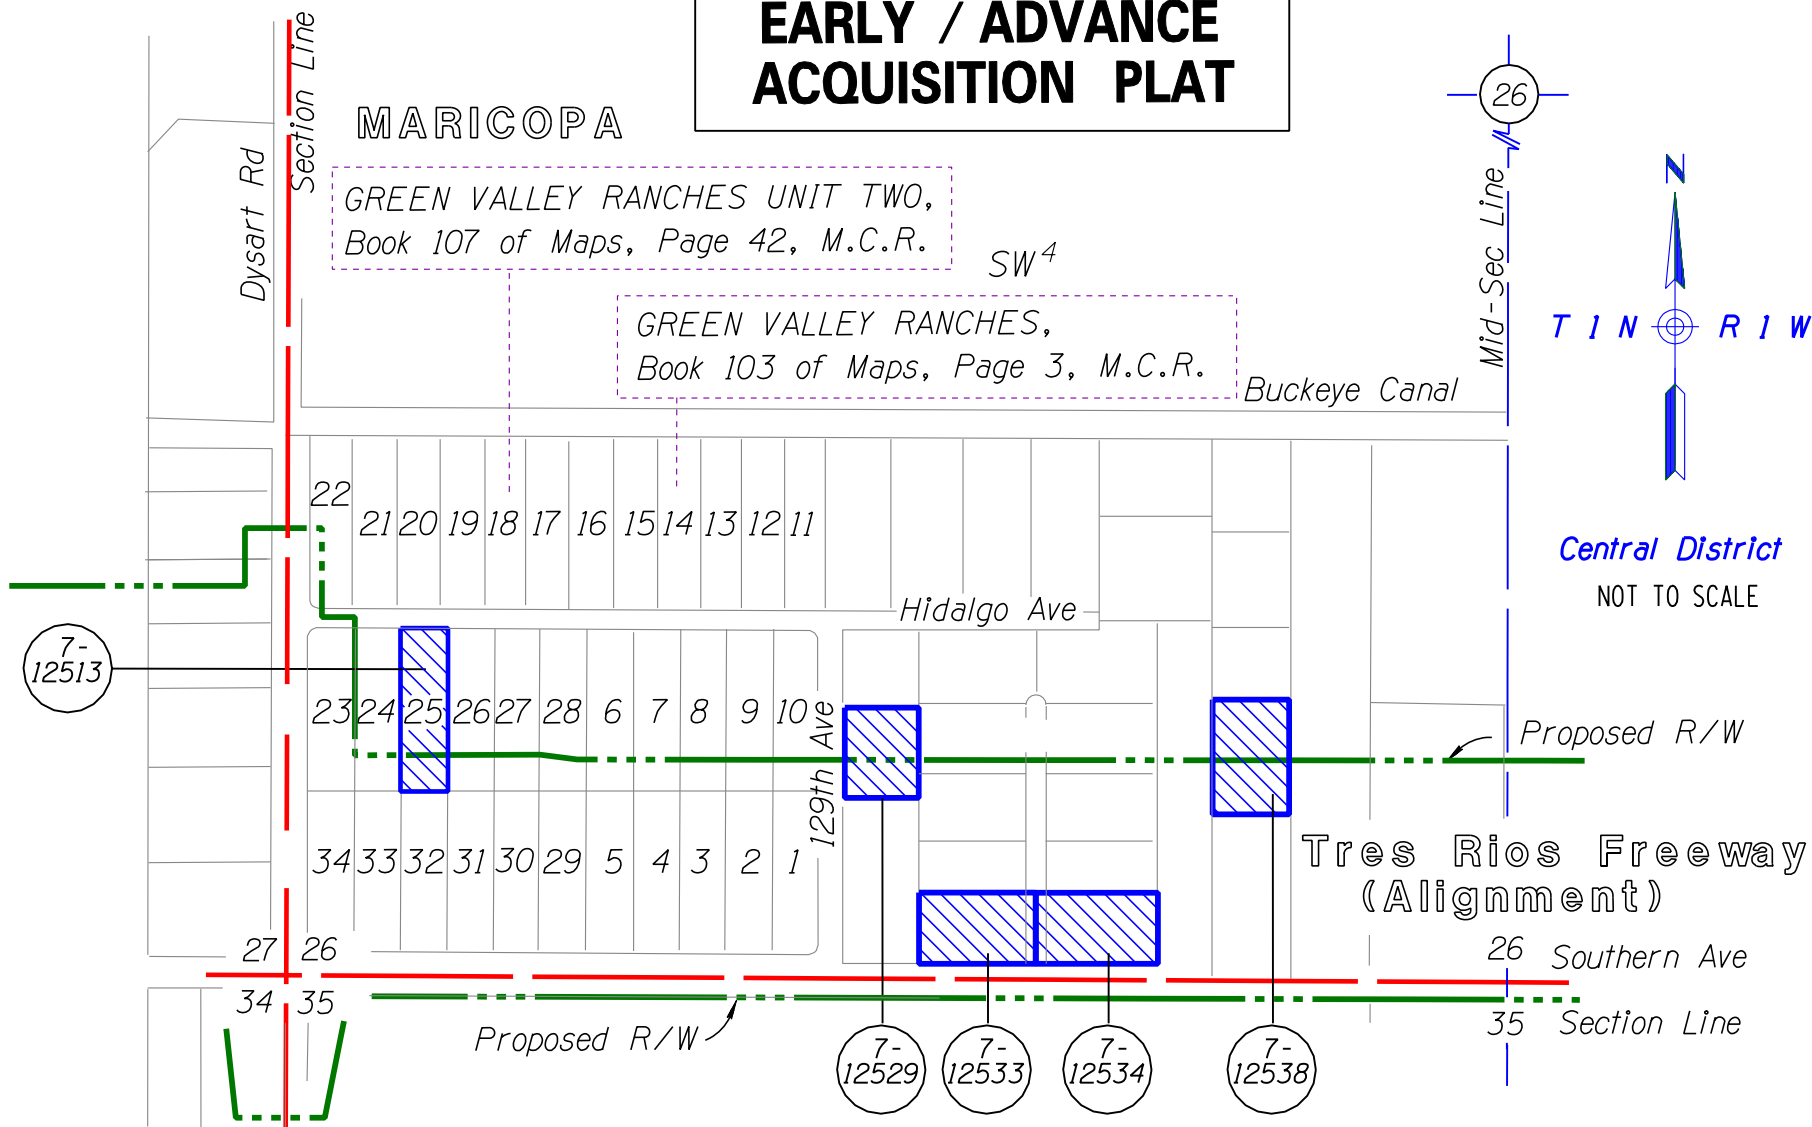 EARLY / ADVANCE
ACQUISITION PLAT
MARICOPA
Section Line
Dysart Rd
26
Mid-Sec Line
GREEN VALLEY RANCHES UNIT TWO,
Book 107 of Maps, Page 42, M.C.R.
SW 4
GREEN VALLEY RANCHES,
Book 103 of Maps, Page 3, M.C.R.
Buckeye Canal
N
T 1 N R 1 W
Central District
NOT TO SCALE
22
21 20 19 18 17 16 15 14 13 12 11
Hidalgo Ave
7-
12513
23 24 25 26 27 28 6 7 8 9 10
129th Ave
Proposed R/W
34 33 32 31 30 29 5 4 3 2 1
Tres Rios Freeway
(Alignment)
27 26
26 Southern Ave
34 35
35 Section Line
Proposed R/W
7-
12529
7-
12533
7-
12534
7-
12538